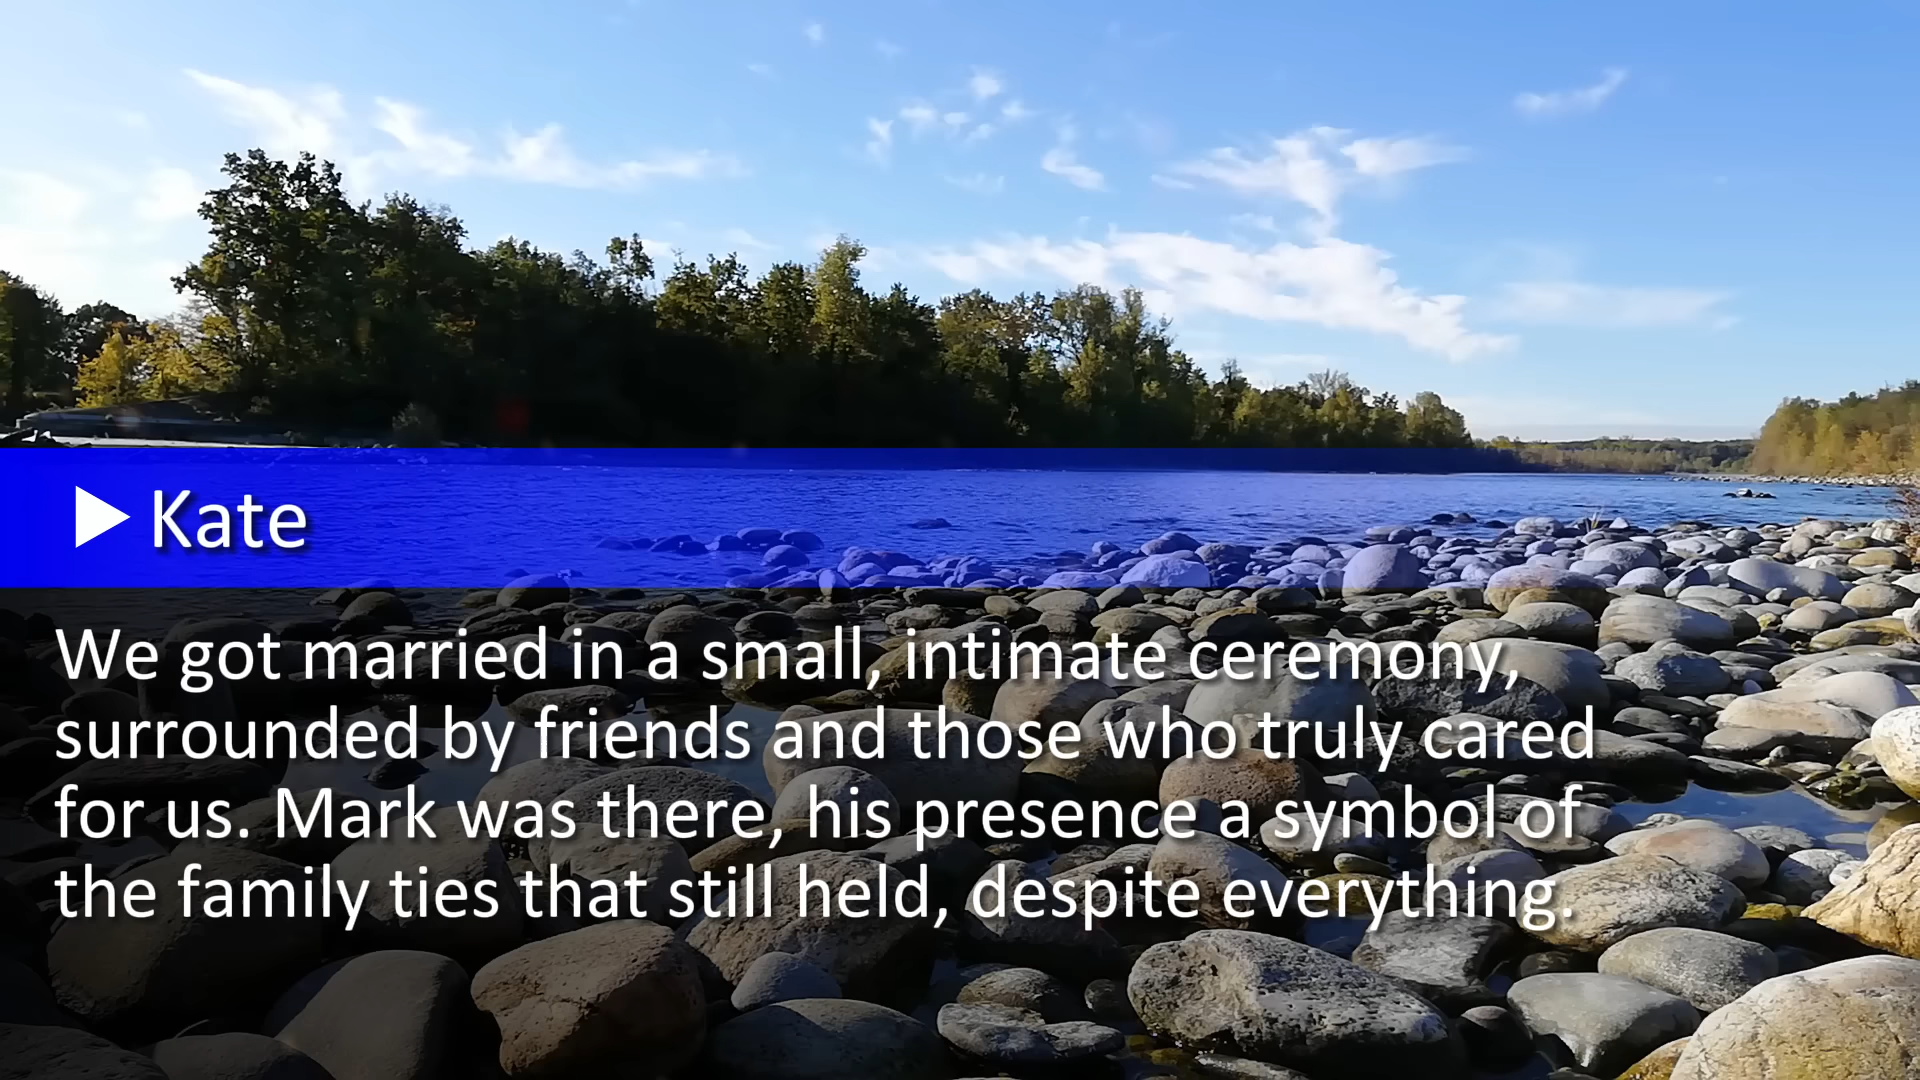 Kate
We got married in a small, intimate ceremony,
surrounded by friends and those who truly cared
for us. Mark was there, his presence a symbol of
the family ties that still held, despite everything.